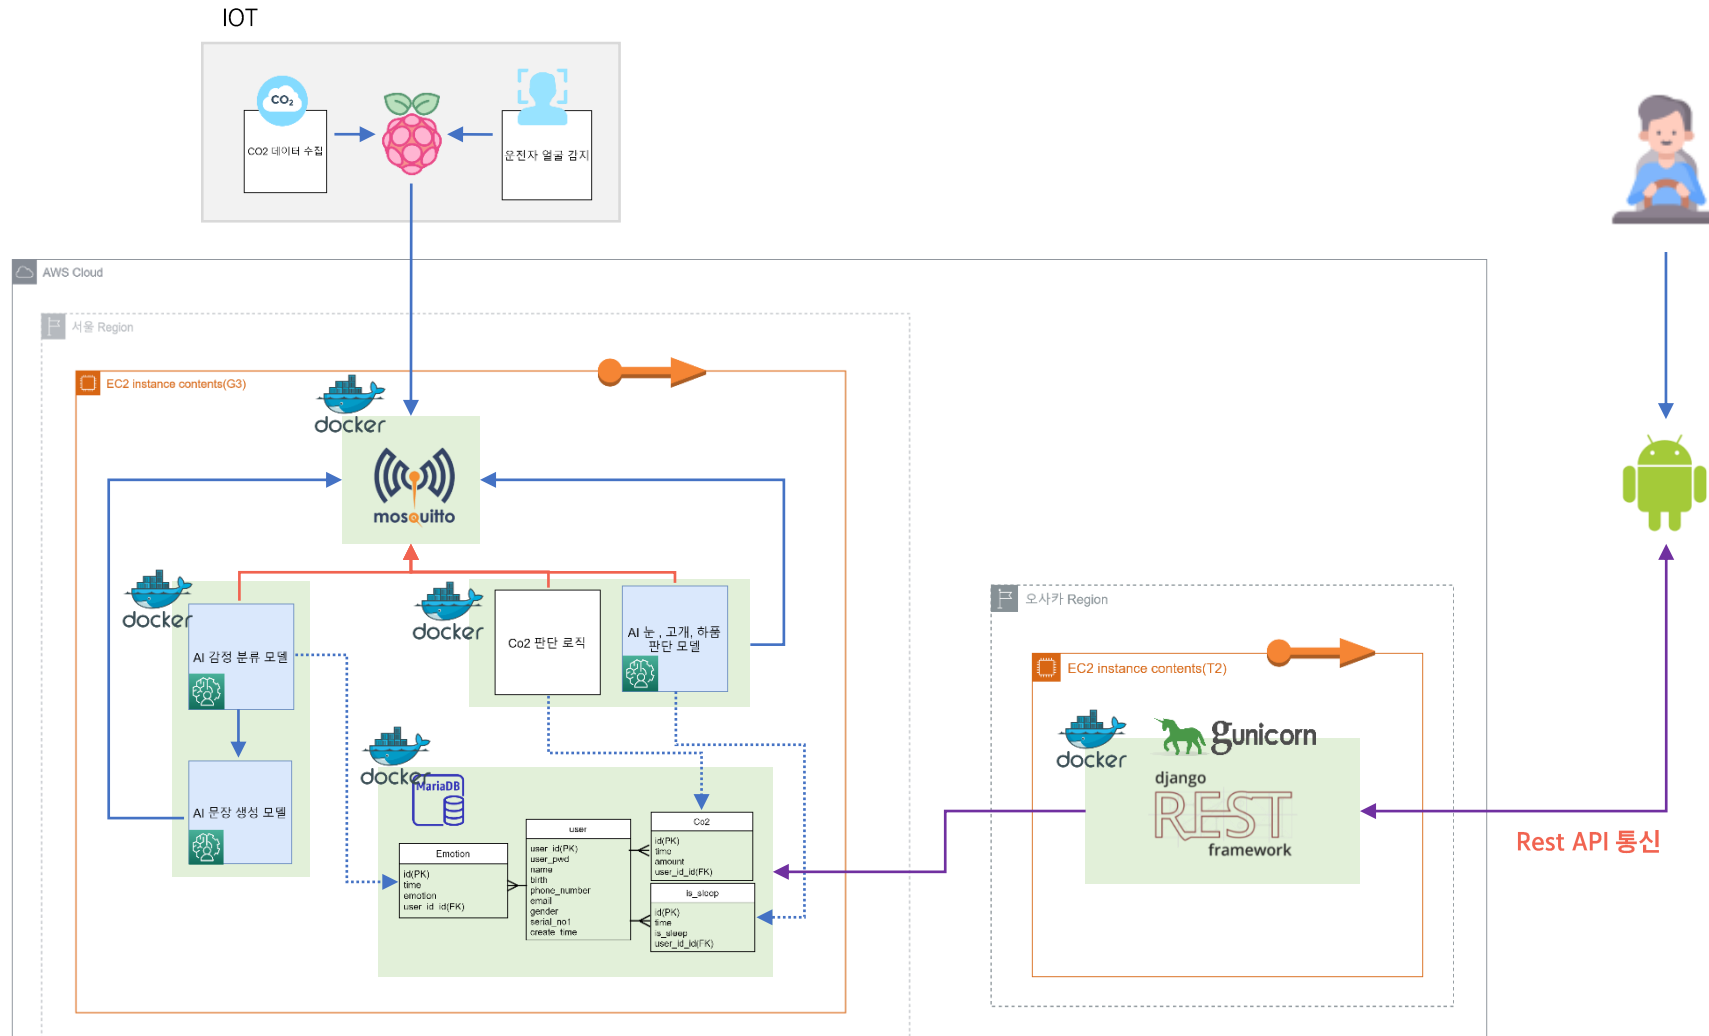 IOT
CO₂
CO2 데이터 수집
운전자 얼굴 감지
AWS Cloud
서울 Region
EC2 instance contents(G3)
docker
mosquitto
docker
docker
AI 감정 분류 모델
Co2 판단 로직
AI 눈 , 고개, 하품
판단 모델
AI 문장 생성 모델
docker
MariaDB
Emotion
id(PK)
time
emotion
user_id_id(FK)
user
user_id(PK)
user_pwd
name
birth
phone_number
email
gender
serial_no1
create_time
Co2
id(PK)
time
amount
user_id_id(FK)
is_sleep
id(PK)
time
is_sleep
user_id_id(FK)
오사카 Region
EC2 instance contents(T2)
docker
gunicorn
django
REST
framework
Rest API 통신